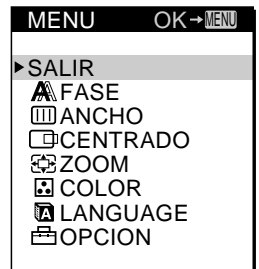 MENU OK→MENU
SALIR
FASE
ANCHO
CENTRADO
ZOOM
COLOR
LANGUAGE
OPCION